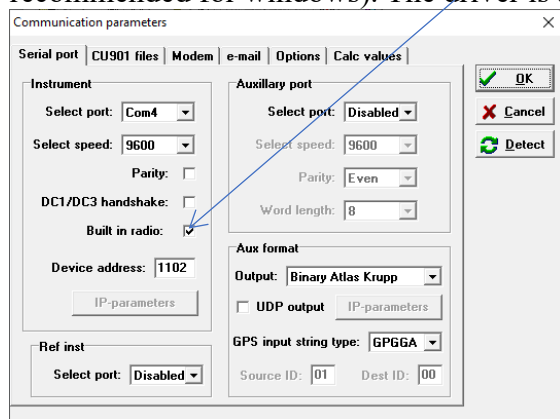 recommended for windows). The driver is
Communication parameters
Serial port CU901 files Modem e-mail Options Calc values
Instrument
Select port: Com4
Select speed: 9600
Parity:
DC1/DC3 handshake:
Built in radio:
Device address: 1102
IP-parameters
Ref inst
Select port: Disabled
Auxillary port
Select port: Disabled
Select speed: 9600
Parity: Even
Word length: 8
Aux format
Output: Binary Atlas Krupp
UDP output IP-parameters
GPS input string type: GPGGA
Source ID: 01 Dest ID: 00
OK
Cancel
Detect